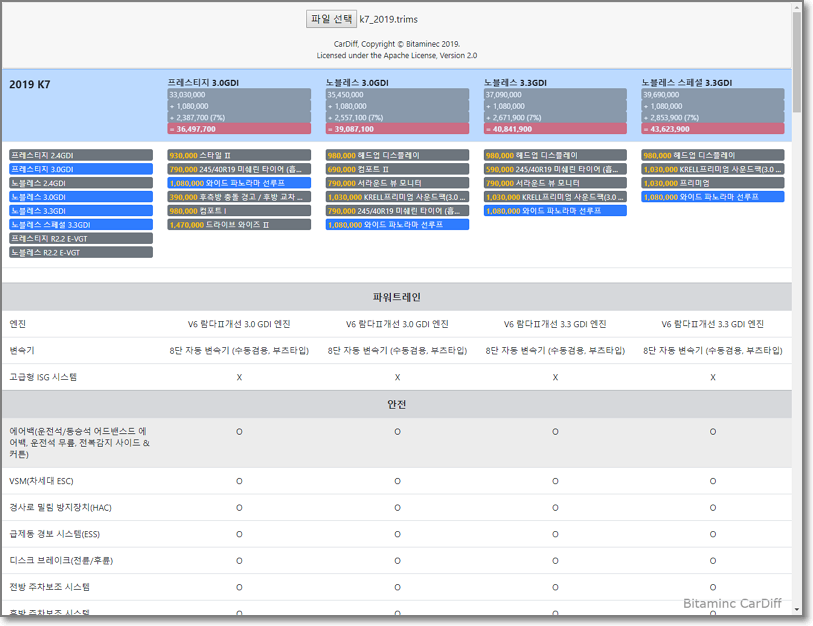 파일 선택 k7_2019.trims
CarDiff, Copyright © Bitaminec 2019.
Licensed under the Apache License, Version 2.0
2019 K7 프레스티지 3.0GDI 노블레스 3.0GDI 노블레스 3.3GDI 노블레스 스페셜 3.3GDI
33,030,000 35,450,000 37,090,000 39,690,000
+ 1,080,000 + 1,080,000 + 1,080,000 + 1,080,000
+ 2,387,700 (7%) + 2,557,100 (7%) + 2,671,900 (7%) + 2,853,900 (7%)
= 36,497,700 = 39,087,100 = 40,841,900 = 43,623,900
프레스티지 2.4GDI 930,000 스타일 II 980,000 헤드업 디스플레이 980,000 헤드업 디스플레이 980,000 헤드업 디스플레이
프레스티지 3.0GDI 790,000 245/40R19 미쉐린 타이어 (흡... 690,000 컴포트 II 590,000 245/40R19 미쉐린 타이어 (흡... 1,030,000 KRELL프리미엄 사운드팩(3.0 ...
노블레스 2.4GDI 1,080,000 와이드 파노라마 선루프 790,000 서라운드 뷰 모니터 790,000 서라운드 뷰 모니터 1,030,000 프리미엄
노블레스 3.0GDI 390,000 후측방 충돌 경고 / 후방 교차 ... 1,030,000 KRELL프리미엄 사운드팩(3.0 ... 1,030,000 KRELL프리미엄 사운드팩(3.0 ... 1,080,000 와이드 파노라마 선루프
노블레스 3.3GDI 980,000 컴포트 I 790,000 245/40R19 미쉐린 타이어 (흡... 1,080,000 와이드 파노라마 선루프
노블레스 스페셜 3.3GDI 1,470,000 드라이브 와이즈 II 1,080,000 와이드 파노라마 선루프
프레스티지 R2.2 E-VGT
노블레스 R2.2 E-VGT
파워트레인
엔진 V6 람다II개선 3.0 GDI 엔진 V6 람다II개선 3.0 GDI 엔진 V6 람다II개선 3.3 GDI 엔진 V6 람다II개선 3.3 GDI 엔진
변속기 8단 자동 변속기 (수동겸용, 부츠타입) 8단 자동 변속기 (수동겸용, 부츠타입) 8단 자동 변속기 (수동겸용, 부츠타입) 8단 자동 변속기 (수동겸용, 부츠타입)
고급형 ISG 시스템 X X X X
안전
에어백(운전석/동승석 어드밴스드 에
어백, 운전석 무릎, 전복감지 사이드 &
커튼) O O O O
VSM(차세대 ESC) O O O O
경사로 밀림 방지장치(HAC) O O O O
급제동 경보 시스템(ESS) O O O O
디스크 브레이크(전륜/후륜) O O O O
전방 주차보조 시스템 O O O O
후방 주차보조 시스템 O O O O
Bitaminc CarDiff